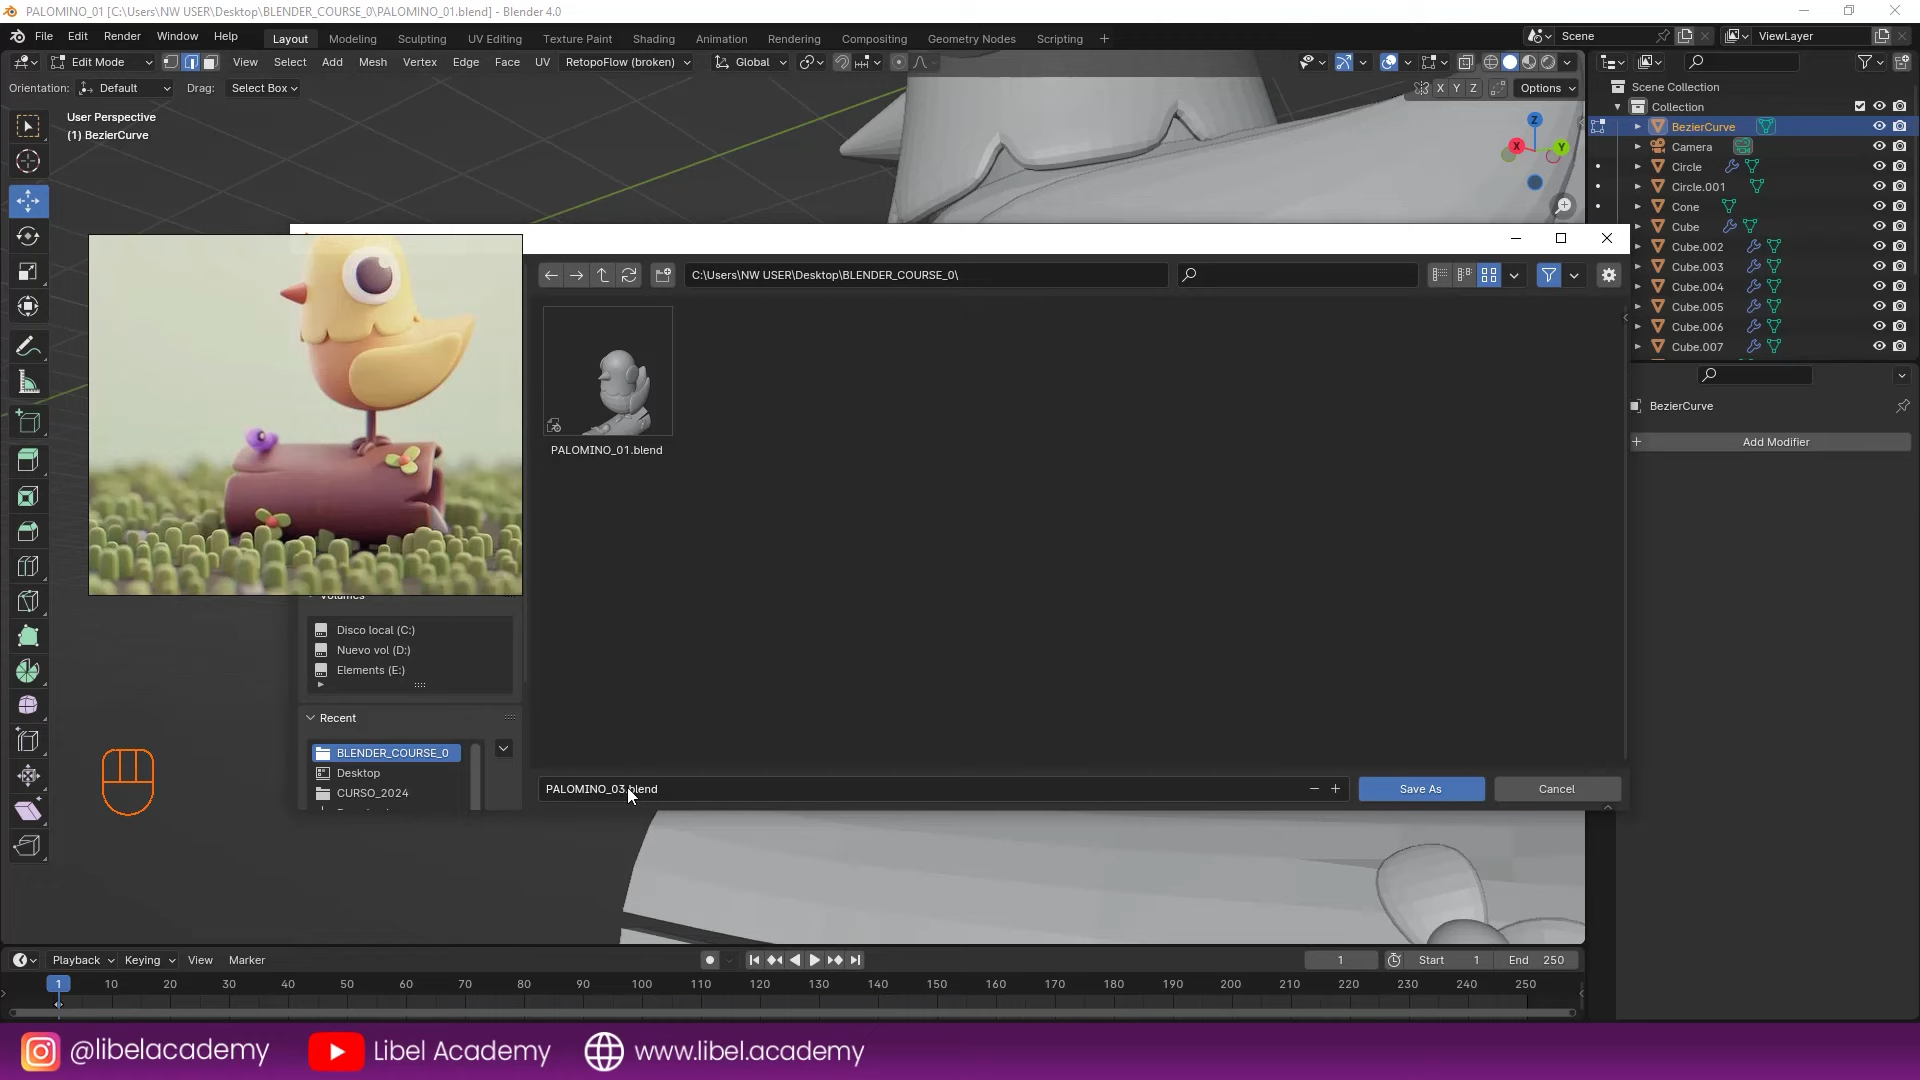 PALOMINO_01 [C:\Users\NW USER\Desktop\BLENDER_COURSE_0\PALOMINO_01.blend] - Blender 4.0
File Edit Render Window Help Layout Modeling Sculpting UV Editing Texture Paint Shading Animation Rendering Compositing Geometry Nodes Scripting + Scene ViewLayer
Edit Mode View Select Add Mesh Vertex Edge Face UV RetopoFlow (broken) Global
Orientation: Default Drag: Select Box X Y Z Options
User Perspective
(1) BezierCurve
Z
X Y
Scene Collection
Collection
BezierCurve
Camera
Circle
Circle.001
Cone
Cube
Cube.002
Cube.003
Cube.004
Cube.005
Cube.006
Cube.007
BezierCurve
Add Modifier
C:\Users\NW USER\Desktop\BLENDER_COURSE_0\
PALOMINO_01.blend
Volumes
Disco local (C:)
Nuevo vol (D:)
Elements (E:)
Recent
BLENDER_COURSE_0
Desktop
CURSO_2024
PALOMINO_03.blend
Save As Cancel
Playback Keying View Marker 1 Start 1 End 250
1 10 20 30 40 50 60 70 80 90 100 110 120 130 140 150 160 170 180 190 200 210 220 230 240 250
@libelacademy Libel Academy www.libel.academy